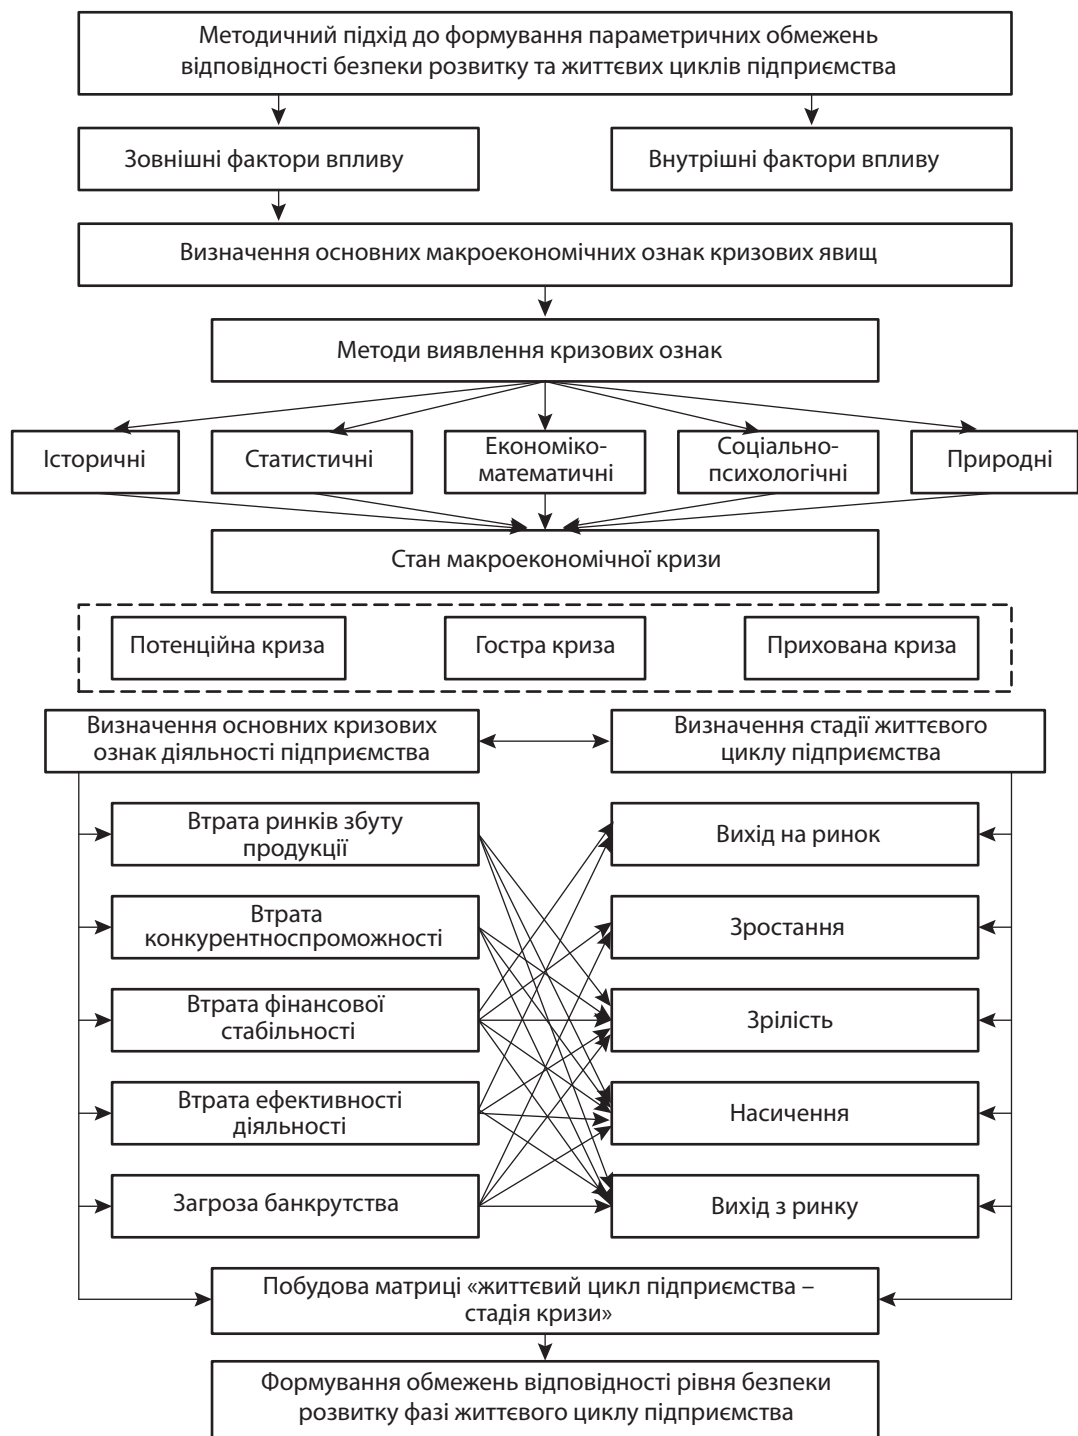 Методичний підхід до формування параметричних обмежень
відповідності безпеки розвитку та життєвих циклів підприємства
Зовнішні фактори впливу
Внутрішні фактори впливу
Визначення основних макроекономічних ознак кризових явищ
Методи виявлення кризових ознак
Історичні
Статистичні
Економіко-
математичні
Соціально-
психологічні
Природні
Стан макроекономічної кризи
Потенційна криза
Гостра криза
Прихована криза
Визначення основних кризових
ознак діяльності підприємства
Визначення стадії життєвого
циклу підприємства
Втрата ринків збуту
продукції
Вихід на ринок
Втрата
конкурентноспроможності
Зростання
Втрата фінансової
стабільності
Зрілість
Втрата ефективності
діяльності
Насичення
Загроза банкрутства
Вихід з ринку
Побудова матриці «життєвий цикл підприємства –
стадія кризи»
Формування обмежень відповідності рівня безпеки
розвитку фазі життєвого циклу підприємства